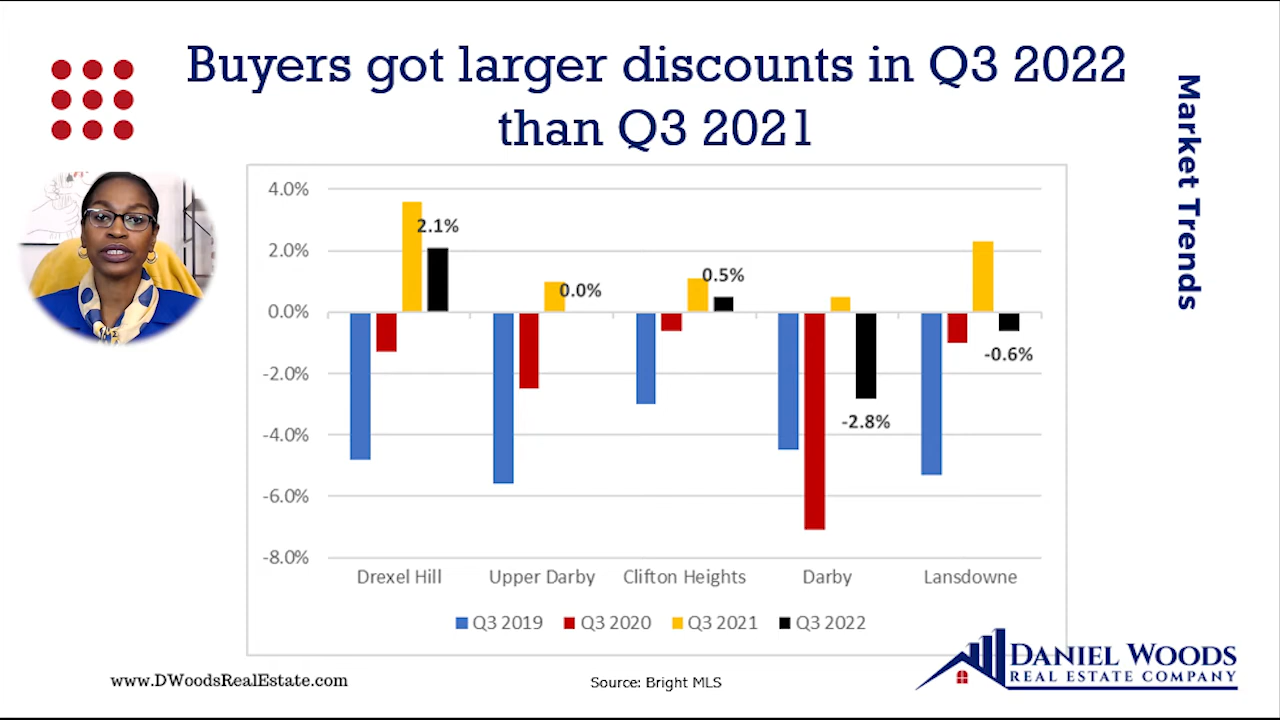 Buyers got larger discounts in Q3 2022
than Q3 2021
Market Trends
4.0%
2.0%
0.0%
-2.0%
-4.0%
-6.0%
-8.0%
2.1%
0.0%
0.5%
-2.8%
-0.6%
Drexel Hill
Upper Darby
Clifton Heights
Darby
Lansdowne
Q3 2019
Q3 2020
Q3 2021
Q3 2022
www.DWoodsRealEstate.com
Source: Bright MLS
DANIEL WOODS
REAL ESTATE COMPANY